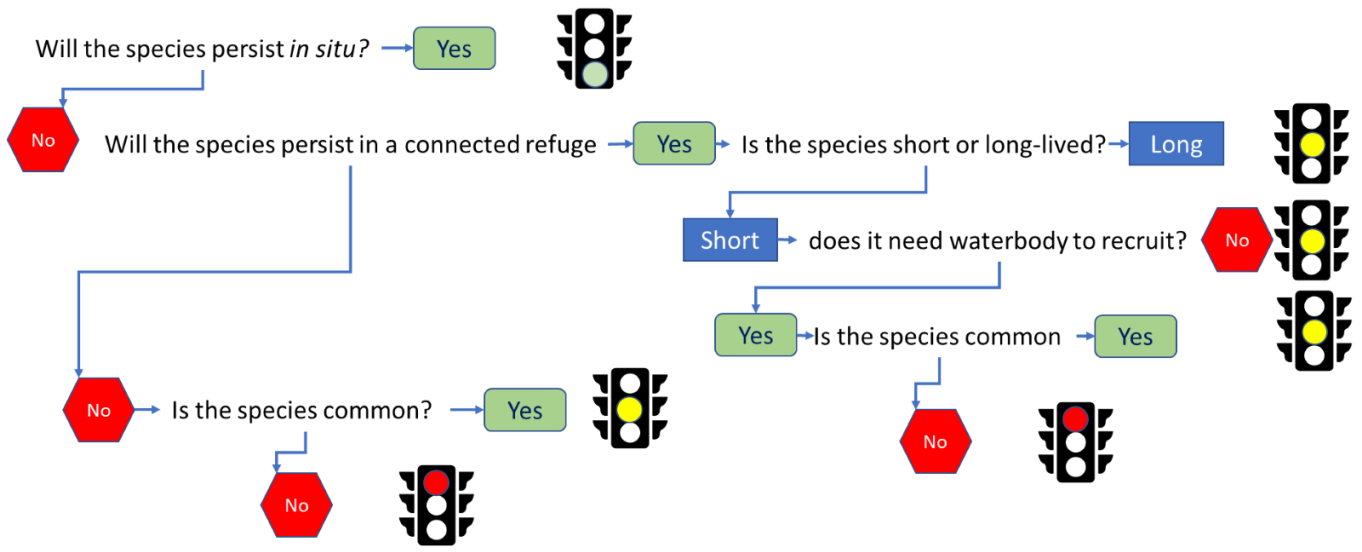 Will the species persist in situ?
Yes
No
Will the species persist in a connected refuge
Yes
Is the species short or long-lived?
Long
Short
does it need waterbody to recruit?
No
Yes
Is the species common
Yes
No
Is the species common?
Yes
No
No